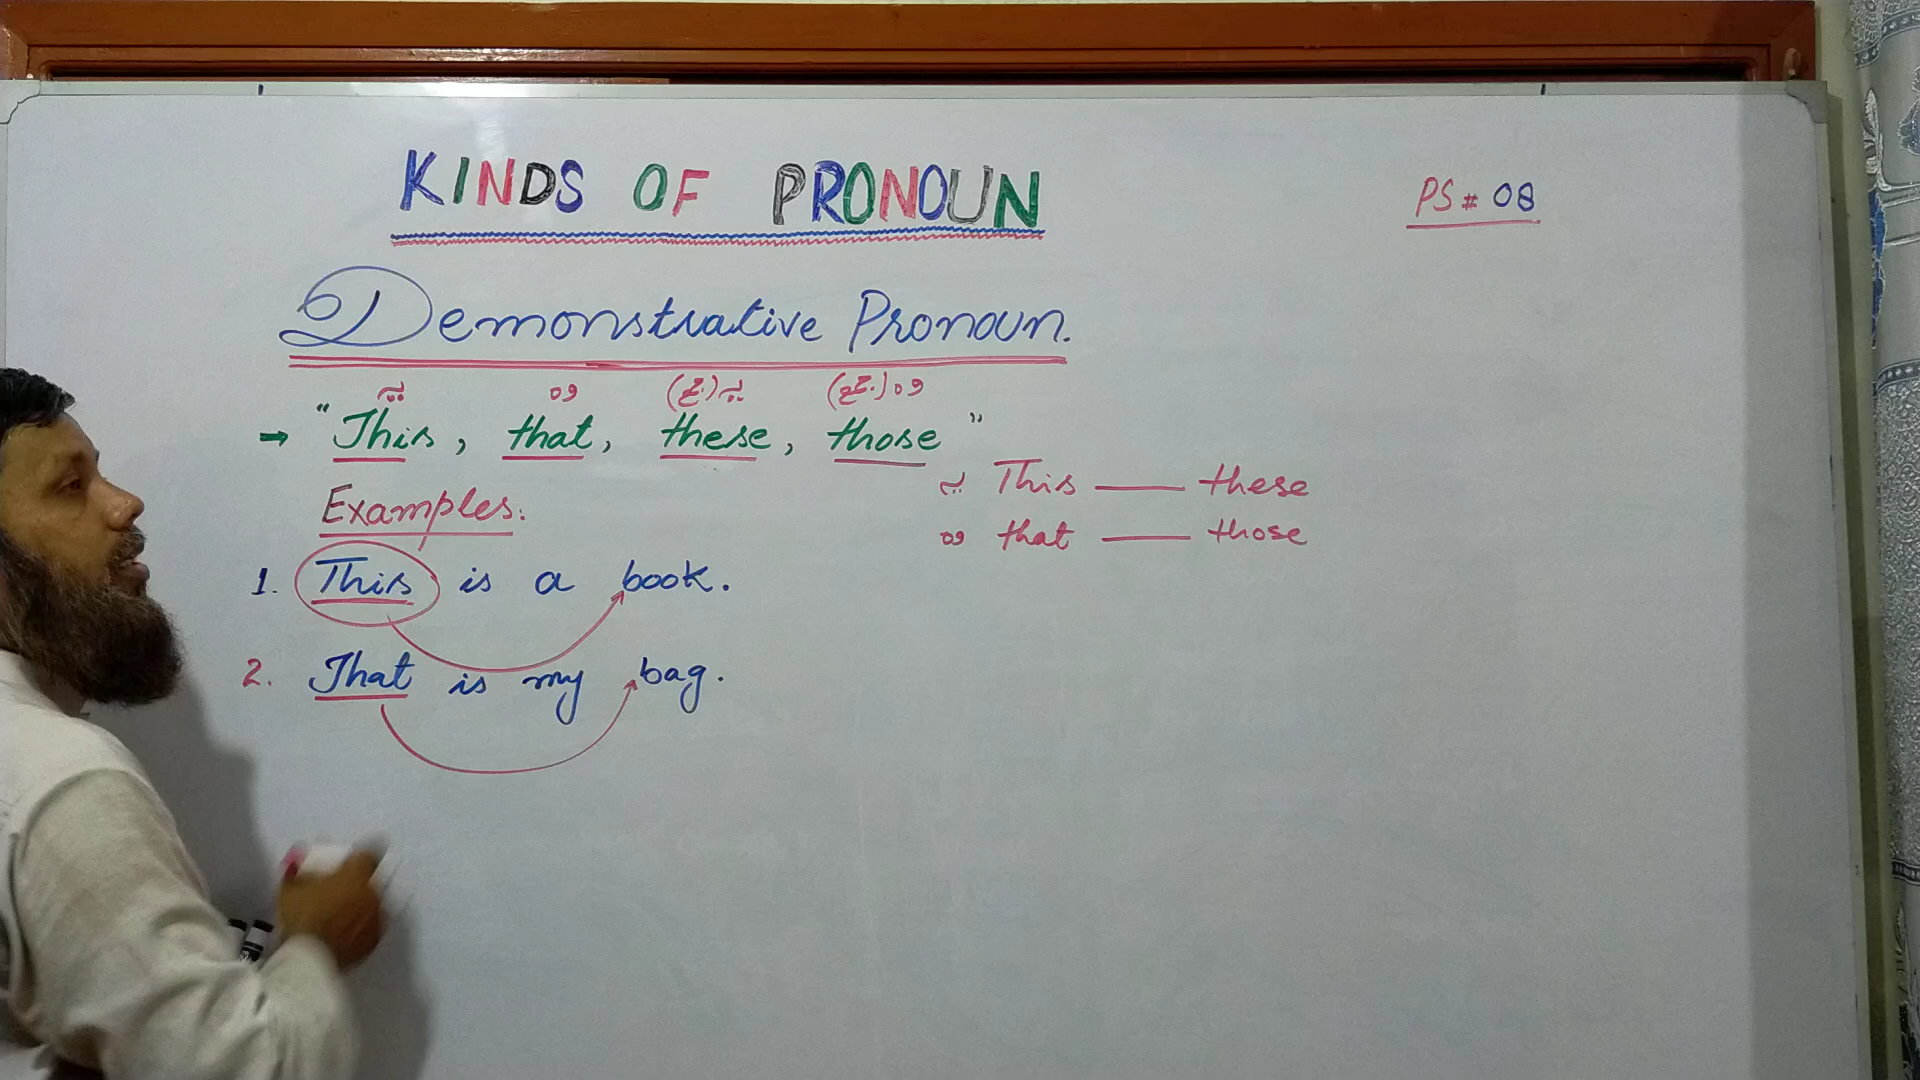 KINDS OF PRONOUN
PS # 08
Demonstrative Pronoun.
یہ وہ یہ (جمع) وہ (جمع)
→ "This, that, these, those"
یہ This —— these
وہ that —— those
Examples:
1. This is a book.
2. That is my bag.